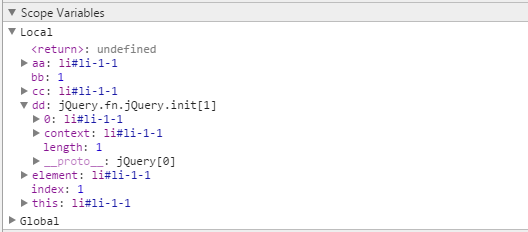 Scope Variables
Local
<return>: undefined
aa: li#li-1-1
bb: 1
cc: li#li-1-1
dd: jQuery.fn.jQuery.init[1]
0: li#li-1-1
context: li#li-1-1
length: 1
__proto__: jQuery[0]
element: li#li-1-1
index: 1
this: li#li-1-1
Global